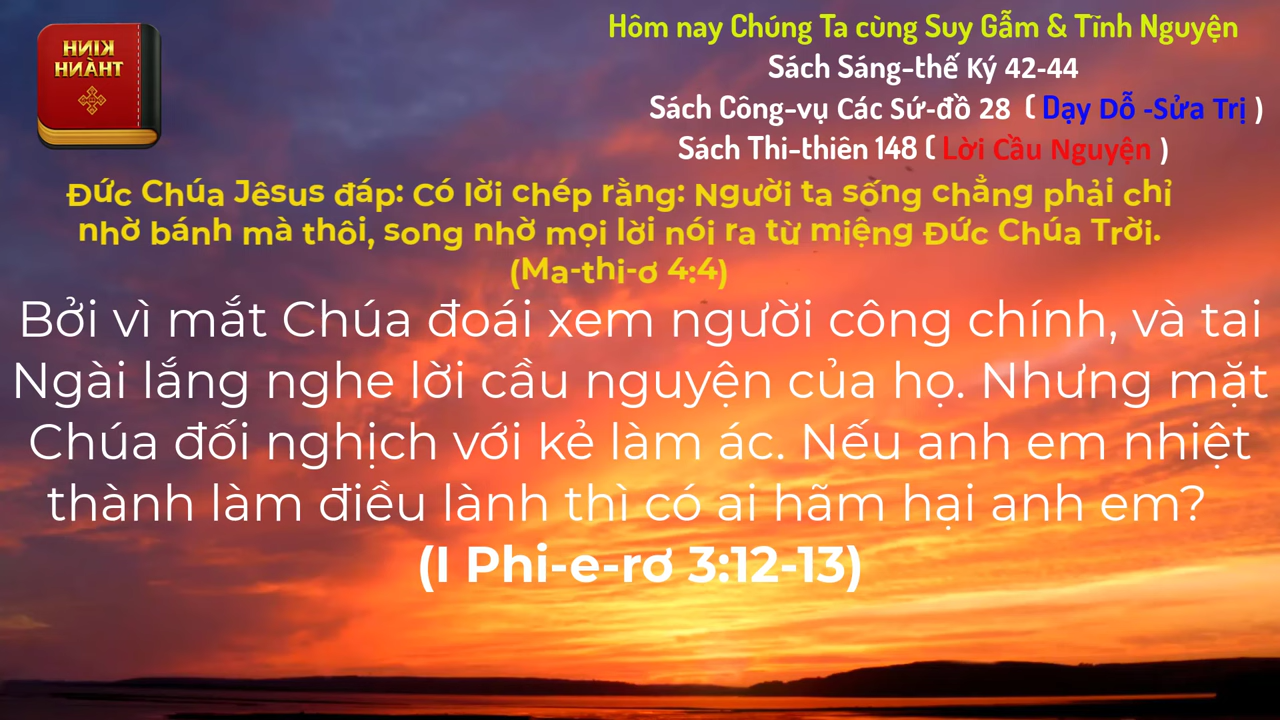 KINH
THÀNH
Hôm nay Chúng Ta cùng Suy Gẫm & Tĩnh Nguyện
Sách Sáng-thế Ký 42-44
Sách Công-vụ Các Sứ-đồ 28 ( Dạy Dỗ -Sửa Trị )
Sách Thi-thiên 148 ( Lời Cầu Nguyện )
Đức Chúa Jêsus đáp: Có lời chép rằng: Người ta sống chẳng phải chỉ
nhờ bánh mà thôi, song nhờ mọi lời nói ra từ miệng Đức Chúa Trời.
(Ma-thi-ơ 4:4)
Bởi vì mắt Chúa đoái xem người công chính, và tai
Ngài lắng nghe lời cầu nguyện của họ. Nhưng mặt
Chúa đối nghịch với kẻ làm ác. Nếu anh em nhiệt
thành làm điều lành thì có ai hãm hại anh em?
(I Phi-e-rơ 3:12-13)